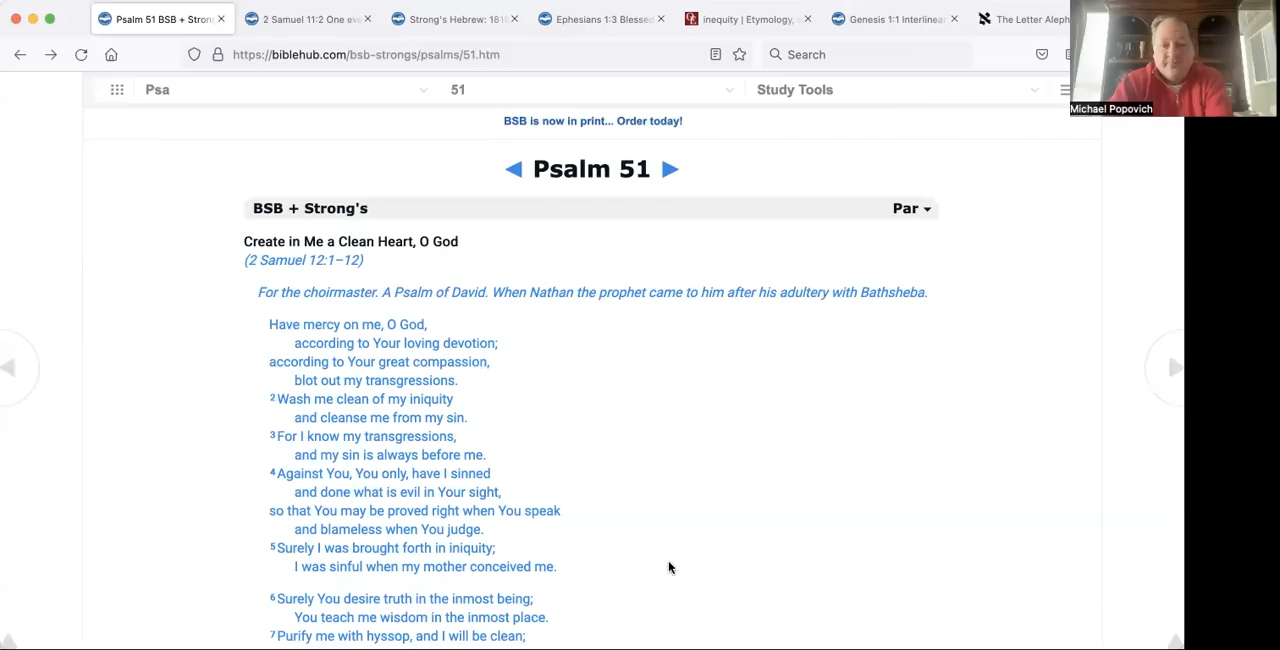 Psalm 51 BSB + Stron
2 Samuel 11:2 One eve
Strong's Hebrew: 181
Ephesians 1:3 Blessed
inequity | Etymology,
Genesis 1:1 Interlinear
The Letter Aleph
https://biblehub.com/bsb-strongs/psalms/51.htm
Search
Michael Popovich
Psa
51
Study Tools
BSB is now in print... Order today!
Psalm 51
BSB + Strong's
Par
Create in Me a Clean Heart, O God
(2 Samuel 12:1–12)
For the choirmaster. A Psalm of David. When Nathan the prophet came to him after his adultery with Bathsheba.
Have mercy on me, O God,
according to Your loving devotion;
according to Your great compassion,
blot out my transgressions.
2 Wash me clean of my iniquity
and cleanse me from my sin.
3 For I know my transgressions,
and my sin is always before me.
4 Against You, You only, have I sinned
and done what is evil in Your sight,
so that You may be proved right when You speak
and blameless when You judge.
5 Surely I was brought forth in iniquity;
I was sinful when my mother conceived me.
6 Surely You desire truth in the inmost being;
You teach me wisdom in the inmost place.
7 Purify me with hyssop, and I will be clean;